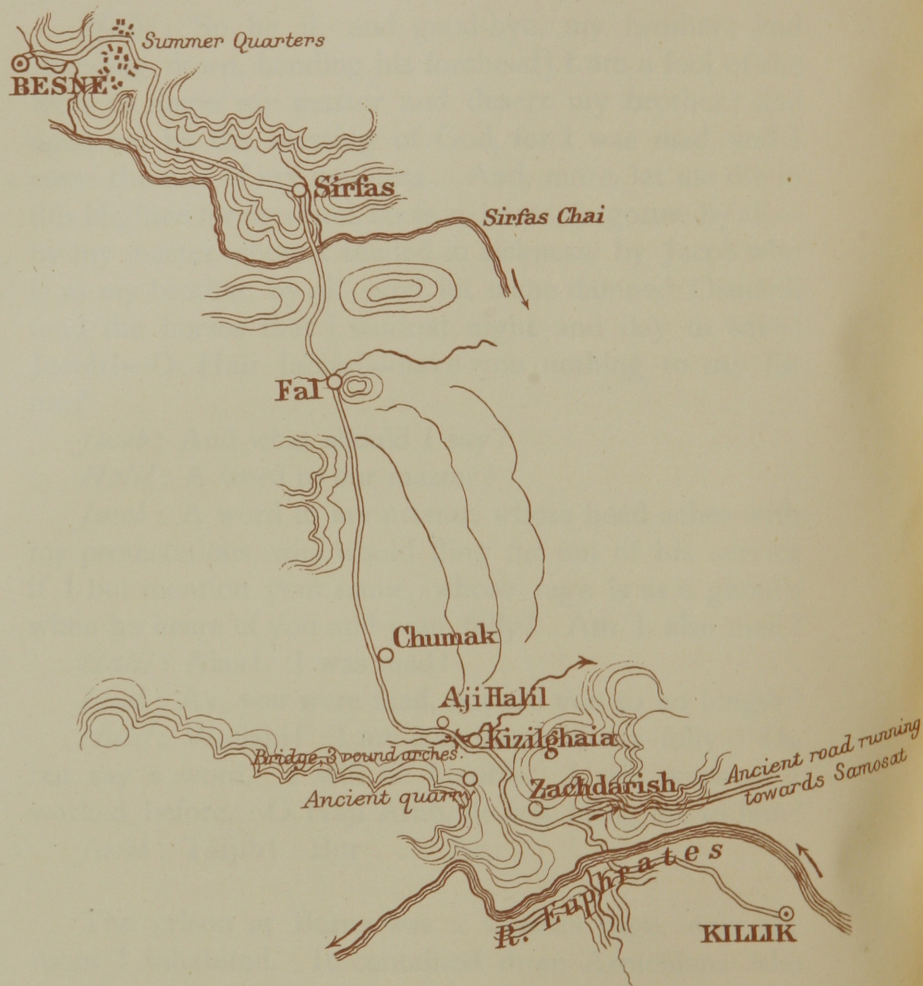 Summer Quarters
BESNE
Sirfas
Sirfas Chai
Fal
Chumak
Aji Halil
Kizilghaia
Bridge, 3 round arches.
Zachdarish
Ancient quarry
Ancient road running
towards Samosat
R. Euphrates
KILLIK